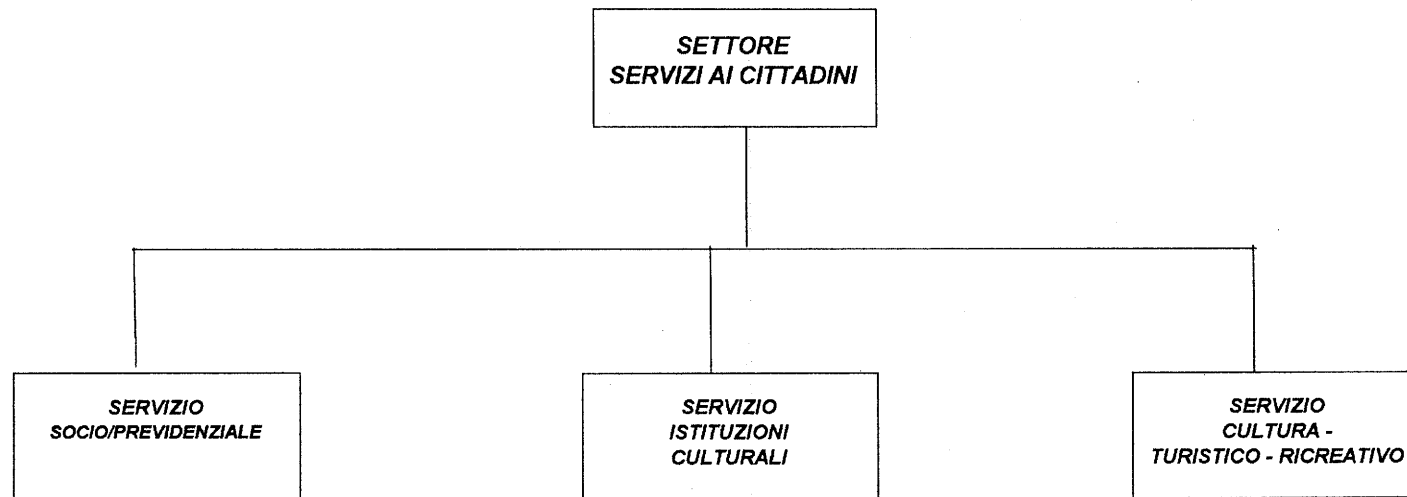 SETTORE
SERVIZI AI CITTADINI
SERVIZIO
SOCIO/PREVIDENZIALE
SERVIZIO
ISTITUZIONI
CULTURALI
SERVIZIO
CULTURA -
TURISTICO - RICREATIVO